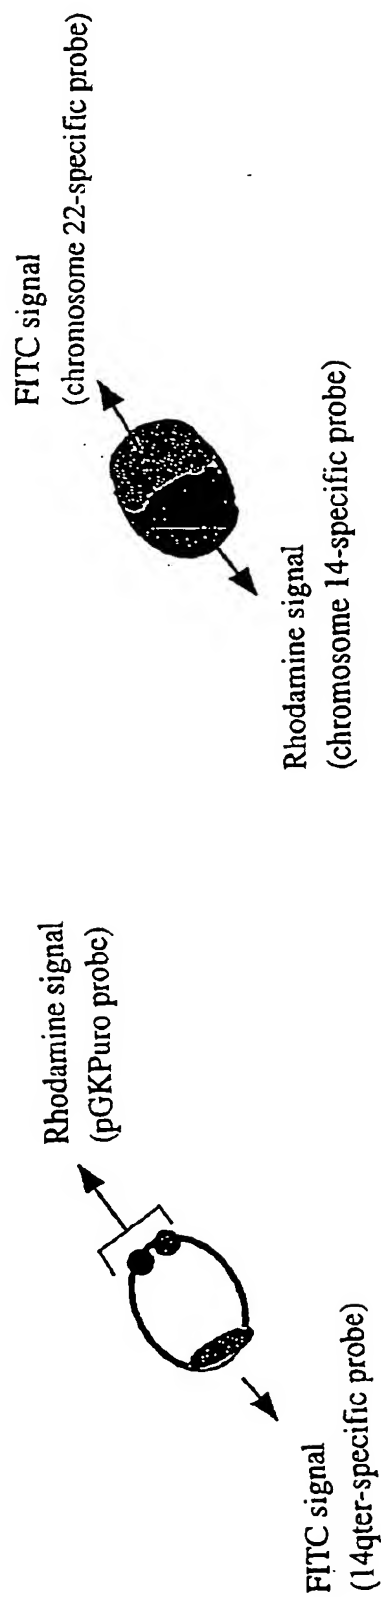 Rhodamine signal
(pGKPuro probe)
FITC signal
(14qter-specific probe)
FITC signal
(chromosome 22-specific probe)
Rhodamine signal
(chromosome 14-specific probe)